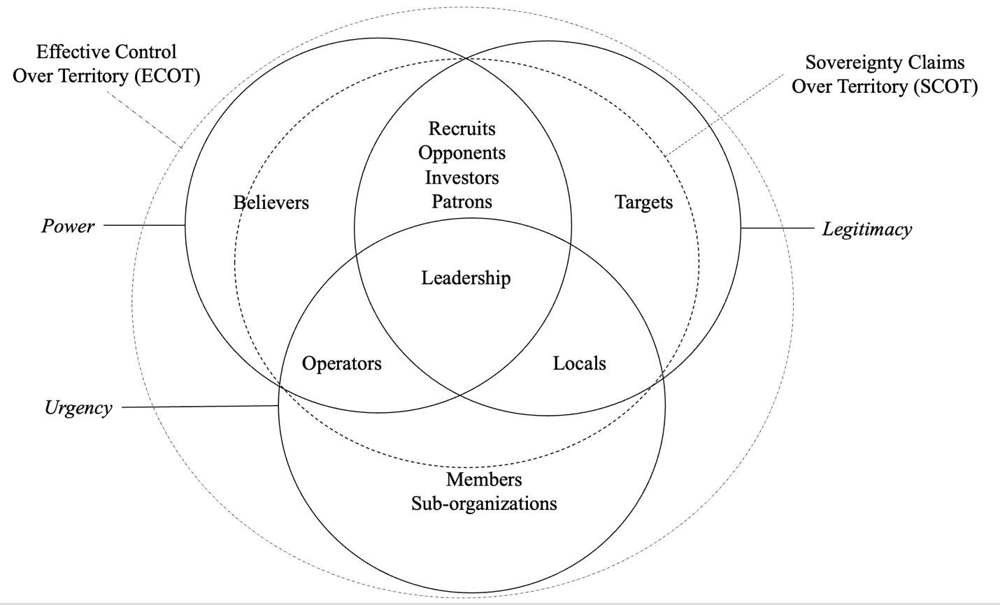 Effective Control
Over Territory (ECOT)
Sovereignty Claims
Over Territory (SCOT)
Recruits
Opponents
Investors
Patrons
Believers
Targets
Power
Legitimacy
Leadership
Operators
Locals
Urgency
Members
Sub-organizations